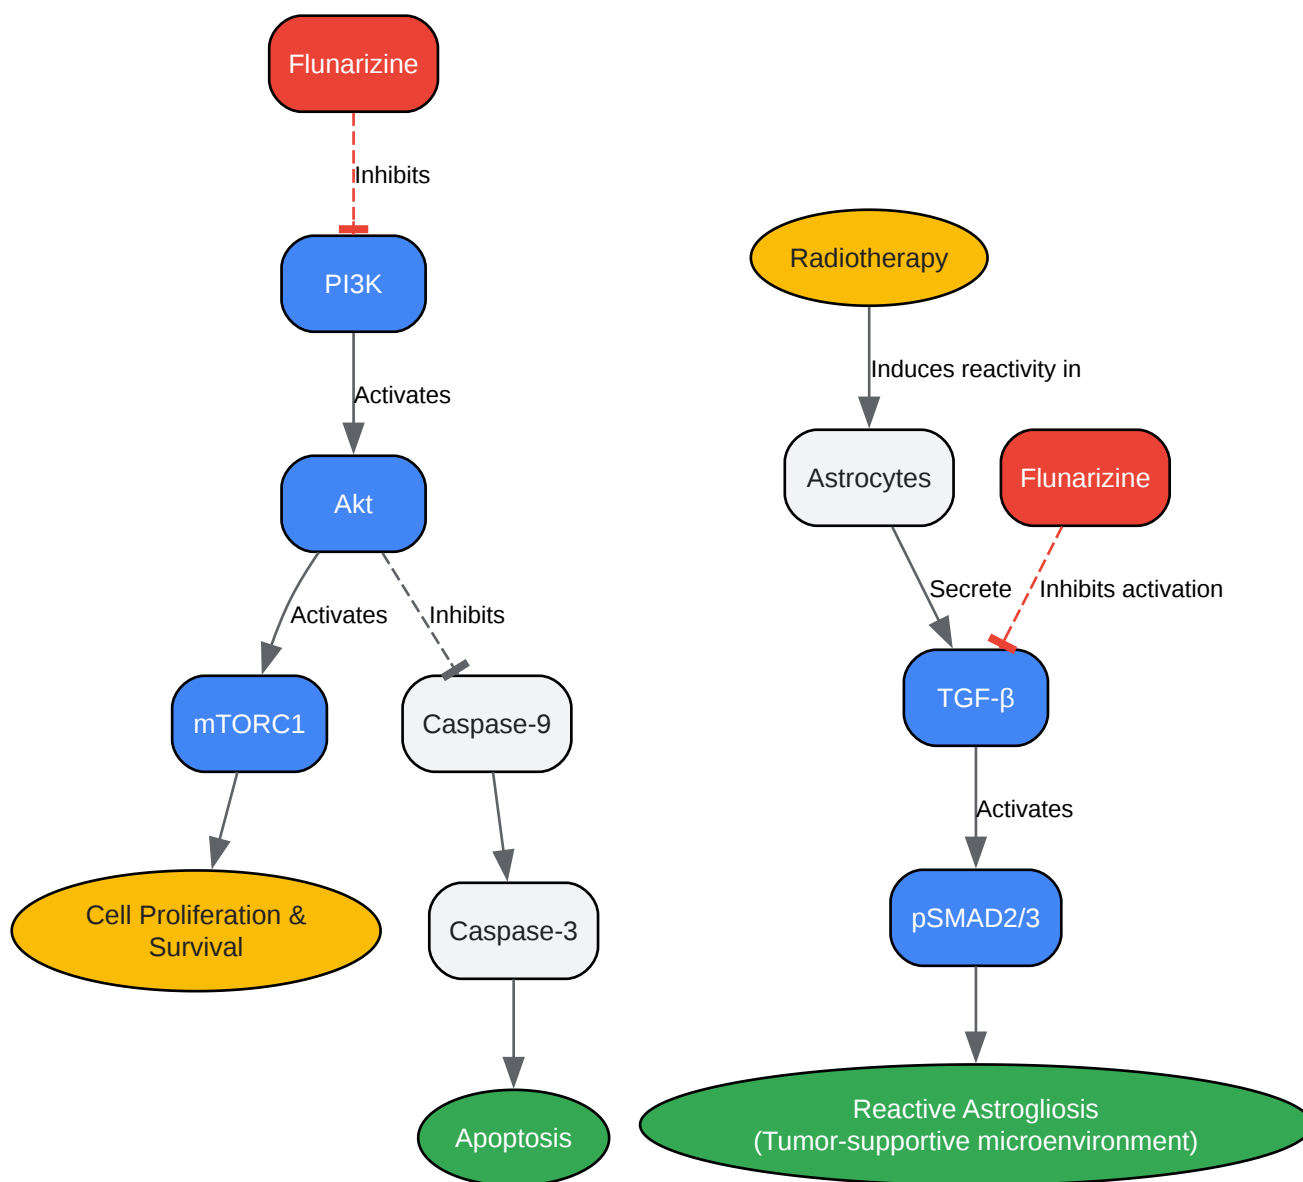 Flunarizine
Inhibits
PI3K
Activates
Akt
Activates
Inhibits
mTORC1
Caspase-9
Cell Proliferation &
Survival
Caspase-3
Apoptosis
Radiotherapy
Induces reactivity in
Astrocytes
Flunarizine
Secrete
Inhibits activation
TGF-β
Activates
pSMAD2/3
Reactive Astrogliosis
(Tumor-supportive microenvironment)